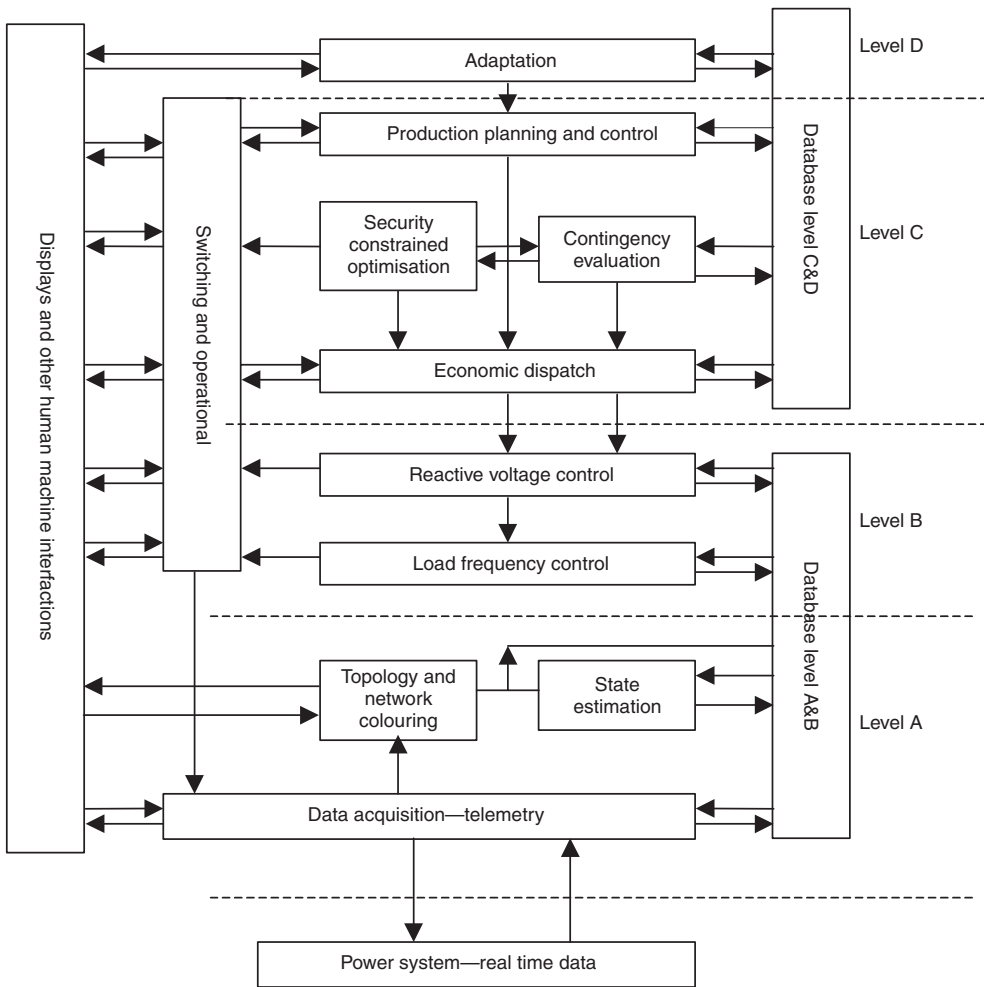 Level D
Adaptation
Production planning and control
Displays and other human machine interfactions
Switching and operational
Database level C&D
Security
constrained
optimisation
Contingency
evaluation
Level C
Economic dispatch
Reactive voltage control
Level B
Load frequency control
Database level A&B
Topology and
network
colouring
State
estimation
Level A
Data acquisition—telemetry
Power system—real time data